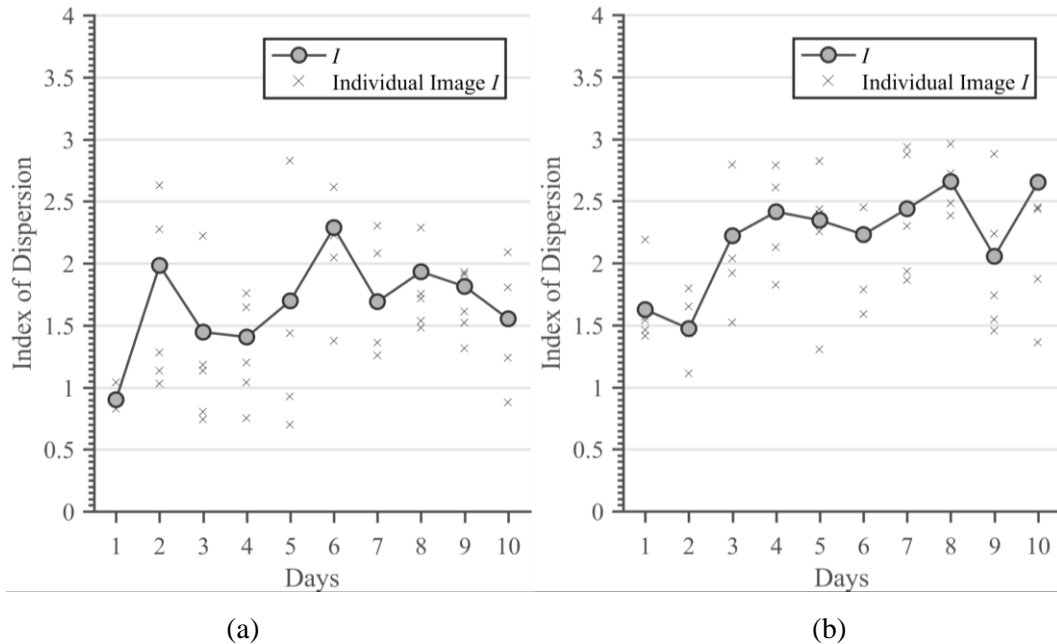 4
3.5
3
2.5
2
1.5
1
0.5
0
Index of Dispersion
I
Individual Image I
1 2 3 4 5 6 7 8 9 10
Days
(a)
4
3.5
3
2.5
2
1.5
1
0.5
0
Index of Dispersion
I
Individual Image I
1 2 3 4 5 6 7 8 9 10
Days
(b)